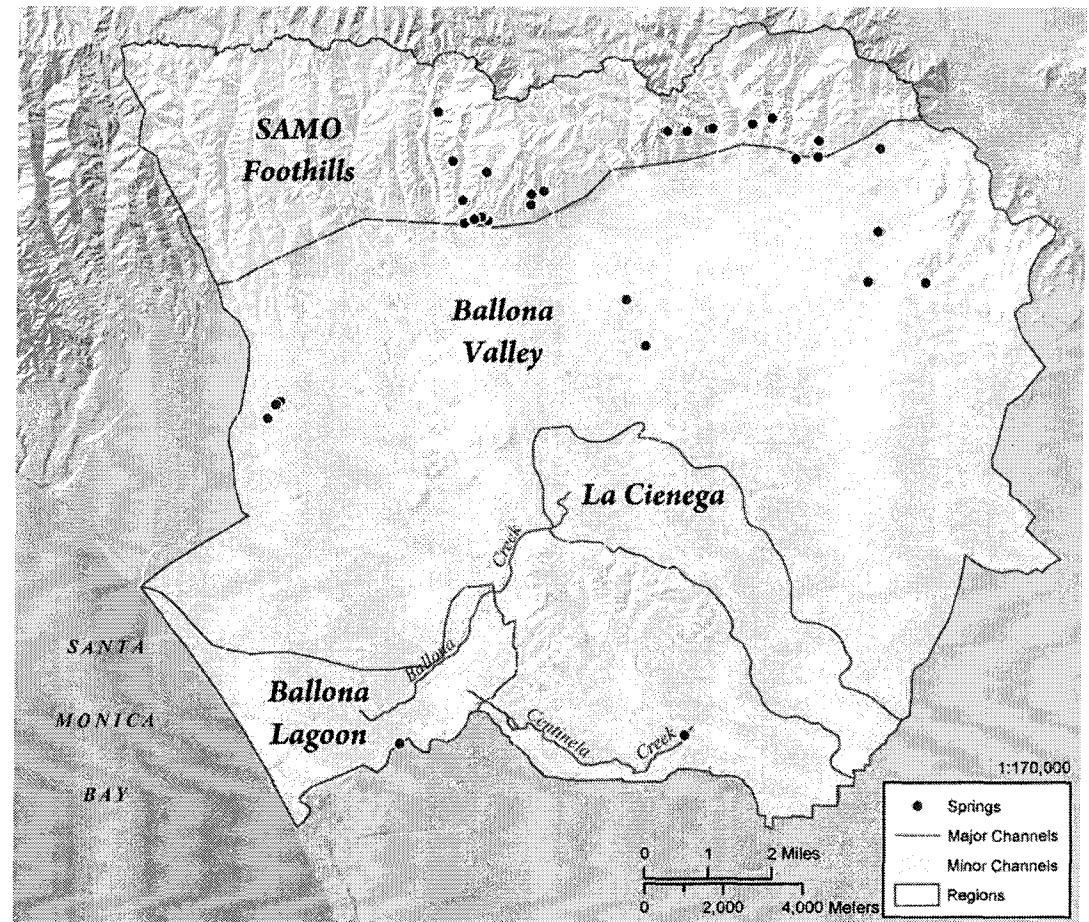 SAMO
Foothills
Ballona
Valley
La Cienega
Creek
Ballona
SANTA
MONICA
BAY
Ballona
Lagoon
Centinela
Creek
1:170,000
Springs
Major Channels
Minor Channels
Regions
0 1 2 Miles
0 2,000 4,000 Meters